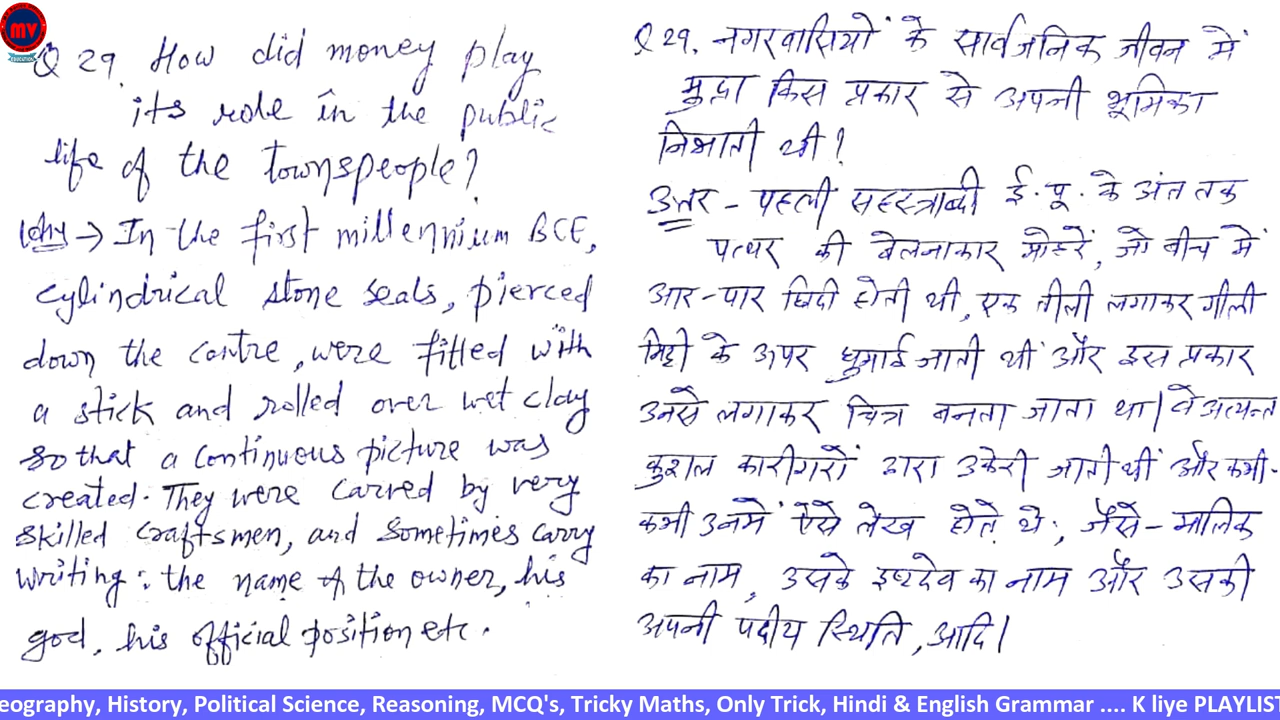 mv
EDUCATION
Q 29. How did money play
its role in the public
life of the townspeople?
Why → In the first millennium BCE,
cylindrical stone seals, pierced
down the centre, were fitted with
a stick and rolled over wet clay
so that a continuous picture was
created. They were carved by very
skilled craftsmen, and sometimes carry
writing: the name of the owner, his
god, his official position etc.
Q 29. नगरवासियों के सार्वजनिक जीवन में
मुद्रा किस प्रकार से अपनी भूमिका
निभाती थी?
उत्तर - पहली सहस्त्राब्दी ई. पू. के अंत तक
पत्थर की बेलनाकार मोहरें, जो बीच में
आर-पार छिदी होती थी, एक तीली लगाकर गीली
मिट्टी के ऊपर घुमाई जाती थीं और इस प्रकार
उनसे लगाकर चित्र बनता जाता था। वे अत्यन्त
कुशल कारीगरों द्वारा उकेरी जाती थीं और कभी-
कभी उनमें ऐसे लेख होते थे; जैसे - मालिक
का नाम, उसके इष्टदेव का नाम और उसकी
अपनी पदीय स्थिति, आदि।
eography, History, Political Science, Reasoning, MCQ's, Tricky Maths, Only Trick, Hindi & English Grammar .... K liye PLAYLIST